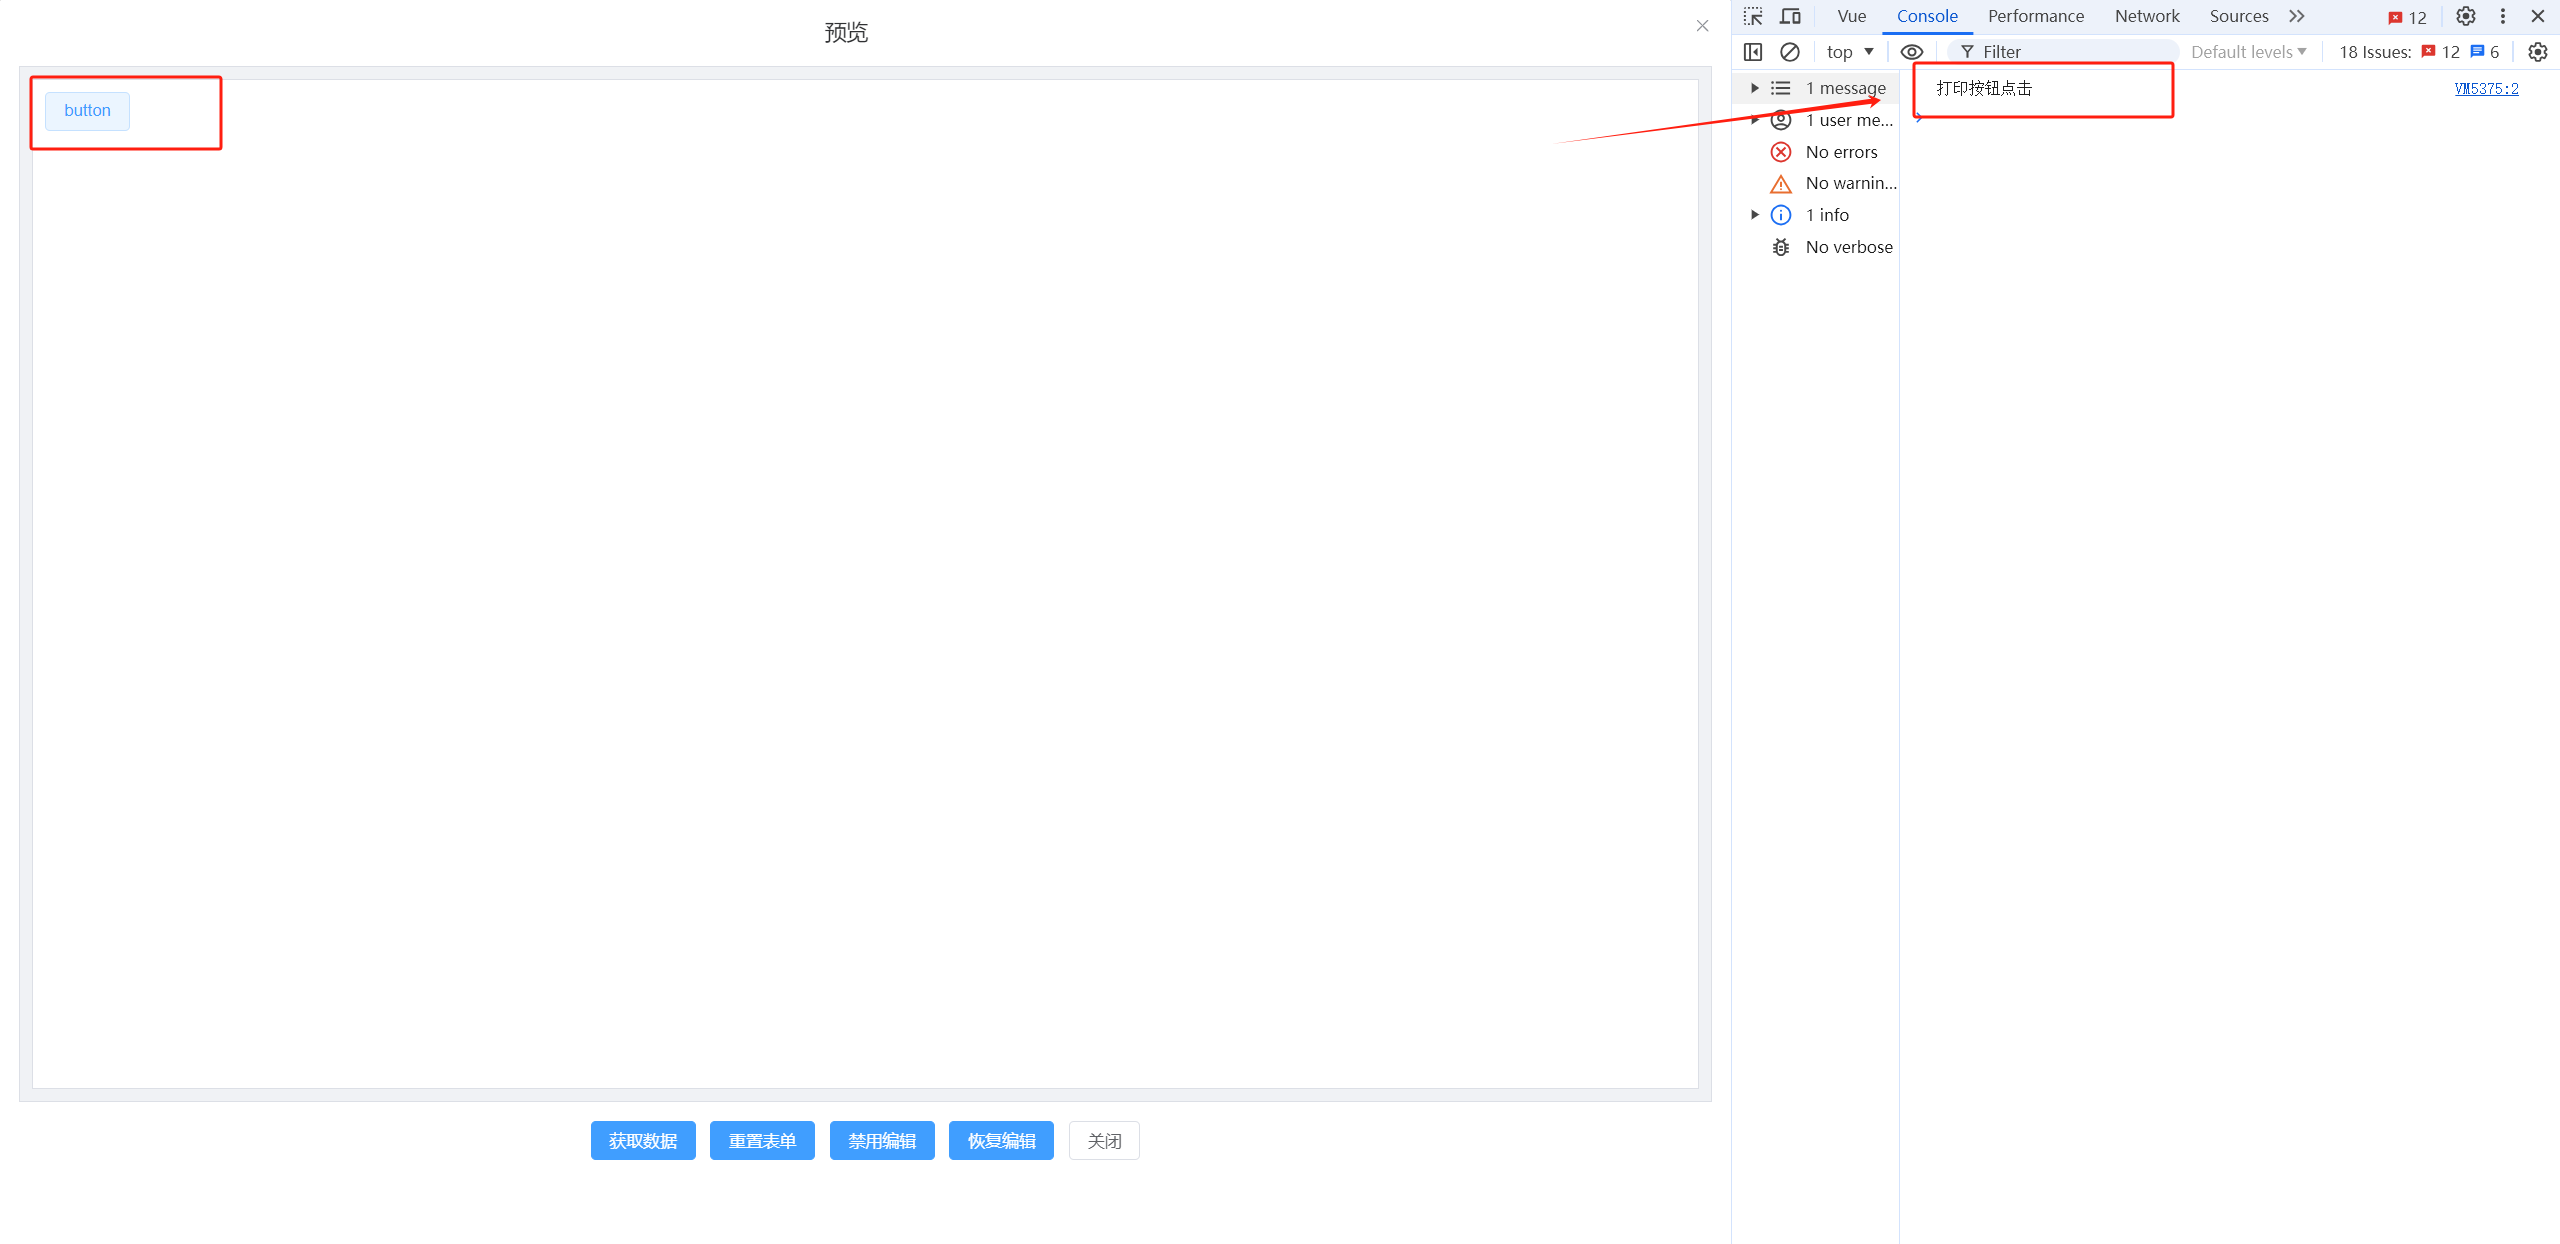 预览
button
获取数据 重置表单 禁用编辑 恢复编辑 关闭
Vue Console Performance Network Sources 12
top Filter Default levels 18 Issues: 12 6
1 message
1 user me...
No errors
No warnin...
1 info
No verbose
打印按钮点击 VM5375:2